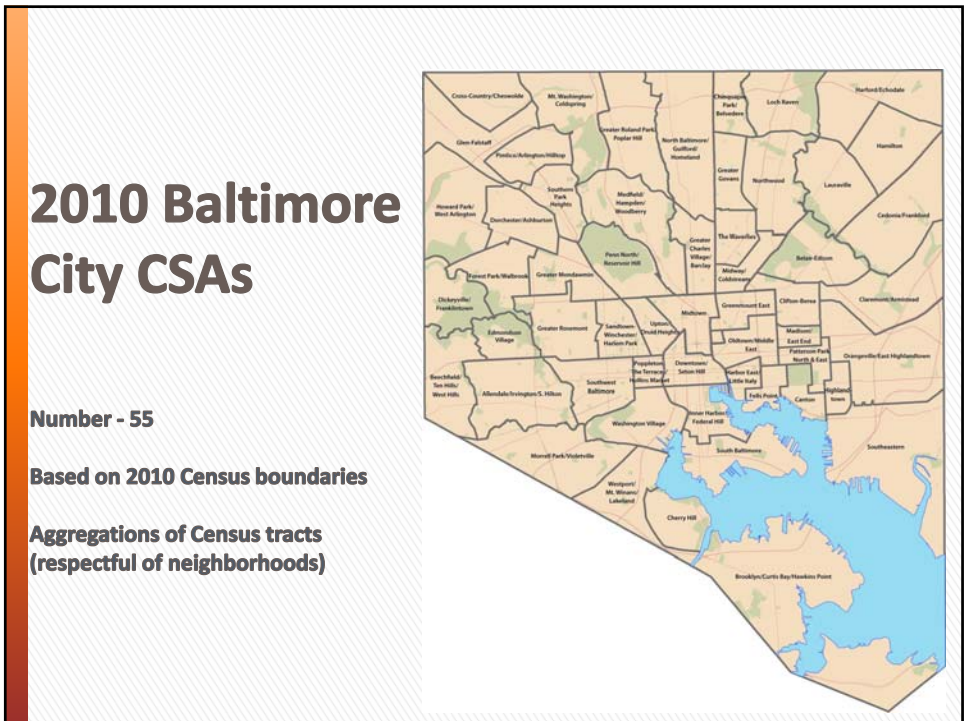 2010 Baltimore
City CSAs
Number - 55
Based on 2010 Census boundaries
Aggregations of Census tracts
(respectful of neighborhoods)
Cross-Country/Cheswolde
Mt. Washington/
Coldspring
Greater Roland Park/
Poplar Hill
North Baltimore/
Guilford/
Homeland
Chinquapin
Park/
Belvedere
Loch Raven
Harford/Echodale
Glen-Fallstaff
Pimlico/Arlington/Hilltop
Southern
Park
Heights
Medfield/
Hampden/
Woodberry
Greater
Govans
Northwood
Lauraville
Hamilton
Howard Park/
West Arlington
Dorchester/Ashburton
Penn North/
Reservoir Hill
Greater
Charles
Village/
Barclay
The Waverlies
Cedonia/Frankford
Belair-Edison
Forest Park/Walbrook
Greater Mondawmin
Midway/
Coldstream
Dickeyville/
Franklintown
Edmondson
Village
Greater Rosemont
Sandtown-
Winchester/
Harlem Park
Upton/
Druid Heights
Midtown
Greenmount East
Clifton-Berea
Claremont/Armistead
Oldtown/Middle
East
Madison/
East End
Patterson Park
North & East
Orangeville/East Highlandtown
Beechfield/
Ten Hills/
West Hills
Allendale/Irvington/S. Hilton
Southwest
Baltimore
Poppleton/
The Terraces/
Hollins Market
Downtown/
Seton Hill
Harbor East/
Little Italy
Fells Point
Canton
Highland
town
Washington Village
Inner Harbor/
Federal Hill
South Baltimore
Southeastern
Morrell Park/Violetville
Westport/
Mt. Winans/
Lakeland
Cherry Hill
Brooklyn/Curtis Bay/Hawkins Point